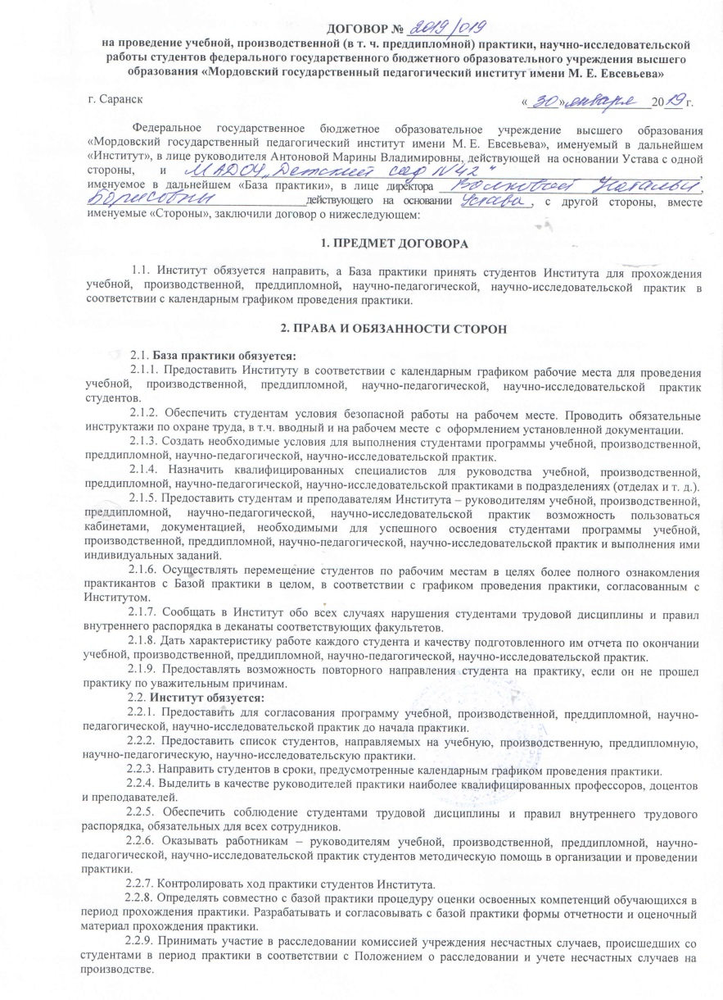 ДОГОВОР № 2019/019
на проведение учебной, производственной (в т. ч. преддипломной) практики, научно-исследовательской
работы студентов федерального государственного бюджетного образовательного учреждения высшего
образования «Мордовский государственный педагогический институт имени М. Е. Евсевьева»
г. Саранск «30» января 2019 г.
Федеральное государственное бюджетное образовательное учреждение высшего образования
«Мордовский государственный педагогический институт имени М. Е. Евсевьева», именуемый в дальнейшем
«Институт», в лице руководителя Антоновой Марины Владимировны, действующей на основании Устава с одной
стороны, и МАДОУ „Детский сад №42",
именуемое в дальнейшем «База практики», в лице директора Волковой Натальи,
Борисовны действующего на основании Устава, с другой стороны, вместе
именуемые «Стороны», заключили договор о нижеследующем:
1. ПРЕДМЕТ ДОГОВОРА
1.1. Институт обязуется направить, а База практики принять студентов Института для прохождения
учебной, производственной, преддипломной, научно-педагогической, научно-исследовательской практик в
соответствии с календарным графиком проведения практики.
2. ПРАВА И ОБЯЗАННОСТИ СТОРОН
2.1. База практики обязуется:
2.1.1. Предоставить Институту в соответствии с календарным графиком рабочие места для проведения
учебной, производственной, преддипломной, научно-педагогической, научно-исследовательской практик
студентов.
2.1.2. Обеспечить студентам условия безопасной работы на рабочем месте. Проводить обязательные
инструктажи по охране труда, в т.ч. вводный и на рабочем месте с оформлением установленной документации.
2.1.3. Создать необходимые условия для выполнения студентами программы учебной, производственной,
преддипломной, научно-педагогической, научно-исследовательской практик.
2.1.4. Назначить квалифицированных специалистов для руководства учебной, производственной,
преддипломной, научно-педагогической, научно-исследовательской практиками в подразделениях (отделах и т. д.).
2.1.5. Предоставить студентам и преподавателям Института – руководителям учебной, производственной,
преддипломной, научно-педагогической, научно-исследовательской практик возможность пользоваться
кабинетами, документацией, необходимыми для успешного освоения студентами программы учебной,
производственной, преддипломной, научно-педагогической, научно-исследовательской практик и выполнения ими
индивидуальных заданий.
2.1.6. Осуществлять перемещение студентов по рабочим местам в целях более полного ознакомления
практикантов с Базой практики в целом, в соответствии с графиком проведения практики, согласованным с
Институтом.
2.1.7. Сообщать в Институт обо всех случаях нарушения студентами трудовой дисциплины и правил
внутреннего распорядка в деканаты соответствующих факультетов.
2.1.8. Дать характеристику работе каждого студента и качеству подготовленного им отчета по окончании
учебной, производственной, преддипломной, научно-педагогической, научно-исследовательской практик.
2.1.9. Предоставлять возможность повторного направления студента на практику, если он не прошел
практику по уважительным причинам.
2.2. Институт обязуется:
2.2.1. Предоставить для согласования программу учебной, производственной, преддипломной, научно-
педагогической, научно-исследовательской практик до начала практики.
2.2.2. Предоставить список студентов, направляемых на учебную, производственную, преддипломную,
научно-педагогическую, научно-исследовательскую практики.
2.2.3. Направить студентов в сроки, предусмотренные календарным графиком проведения практики.
2.2.4. Выделить в качестве руководителей практики наиболее квалифицированных профессоров, доцентов
и преподавателей.
2.2.5. Обеспечить соблюдение студентами трудовой дисциплины и правил внутреннего трудового
распорядка, обязательных для всех сотрудников.
2.2.6. Оказывать работникам – руководителям учебной, производственной, преддипломной, научно-
педагогической, научно-исследовательской практик студентов методическую помощь в организации и проведении
практики.
2.2.7. Контролировать ход практики студентов Института.
2.2.8. Определять совместно с базой практики процедуру оценки освоенных компетенций обучающихся в
период прохождения практики. Разрабатывать и согласовывать с базой практики формы отчетности и оценочный
материал прохождения практики.
2.2.9. Принимать участие в расследовании комиссией учреждения несчастных случаев, происшедших со
студентами в период практики в соответствии с Положением о расследовании и учете несчастных случаев на
производстве.